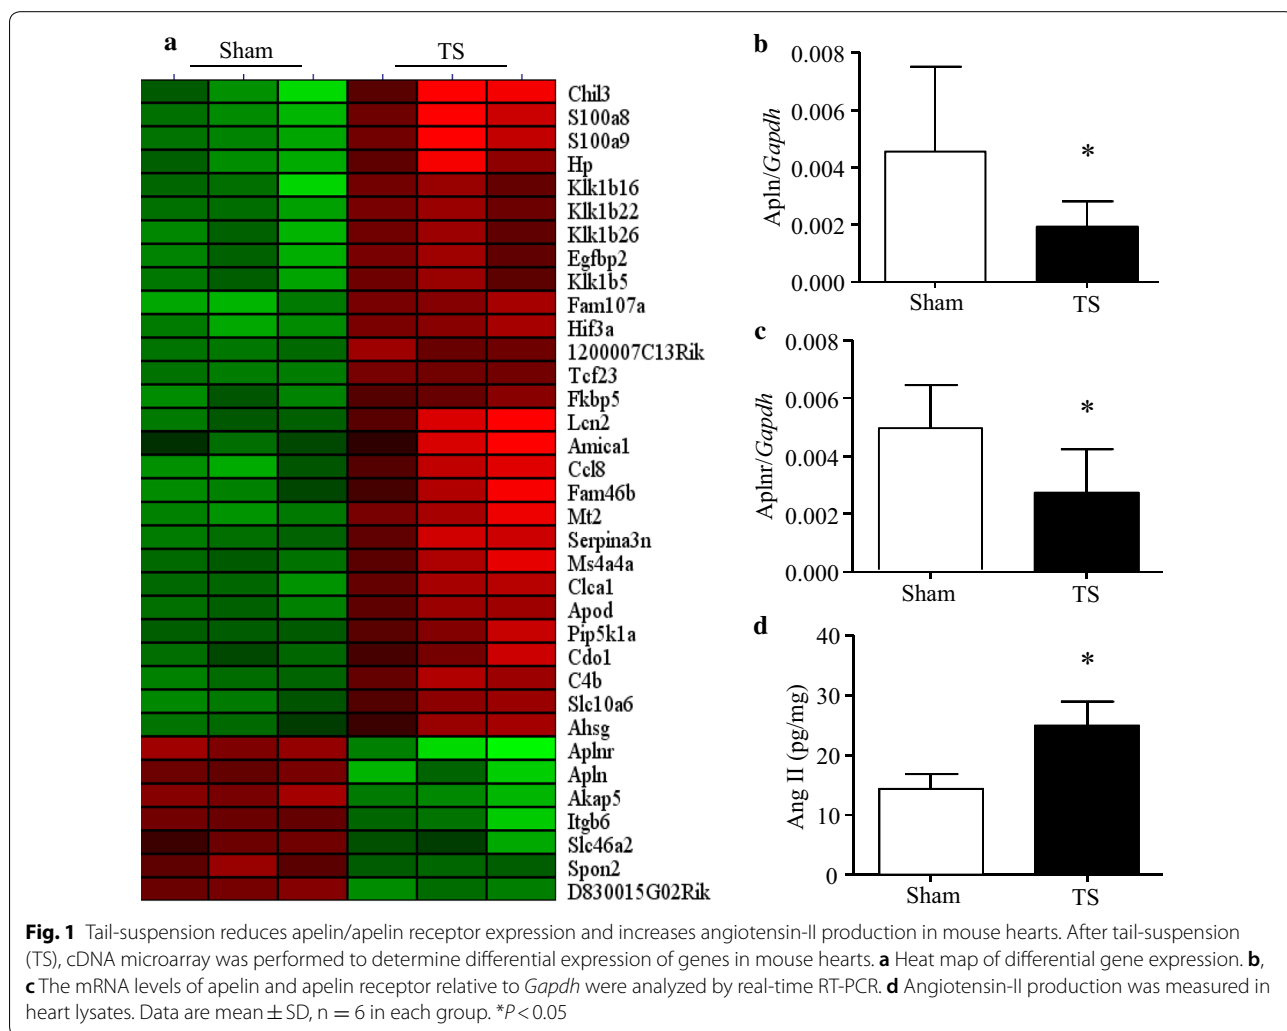 a
Sham
TS
Chil3
S100a8
S100a9
Hp
Klk1b16
Klk1b22
Klk1b26
Egfbp2
Klk1b5
Fam107a
Hif3a
1200007C13Rik
Tcf23
Fkbp5
Lcn2
Amica1
Ccl8
Fam46b
Mt2
Serpina3n
Ms4a4a
Clca1
Apod
Pip5k1a
Cdo1
C4b
Slc10a6
Ahsg
Aplnr
Apln
Akap5
Itgb6
Slc46a2
Spon2
D830015G02Rik
b
Apln/Gapdh
0.008
0.006
0.004
0.002
0.000
*
Sham
TS
c
Aplnr/Gapdh
0.008
0.006
0.004
0.002
0.000
*
Sham
TS
d
Ang II (pg/mg)
40
30
20
10
0
*
Sham
TS
Fig. 1 Tail-suspension reduces apelin/apelin receptor expression and increases angiotensin-II production in mouse hearts. After tail-suspension
(TS), cDNA microarray was performed to determine differential expression of genes in mouse hearts. a Heat map of differential gene expression. b,
c The mRNA levels of apelin and apelin receptor relative to Gapdh were analyzed by real-time RT-PCR. d Angiotensin-II production was measured in
heart lysates. Data are mean ± SD, n = 6 in each group. *P < 0.05